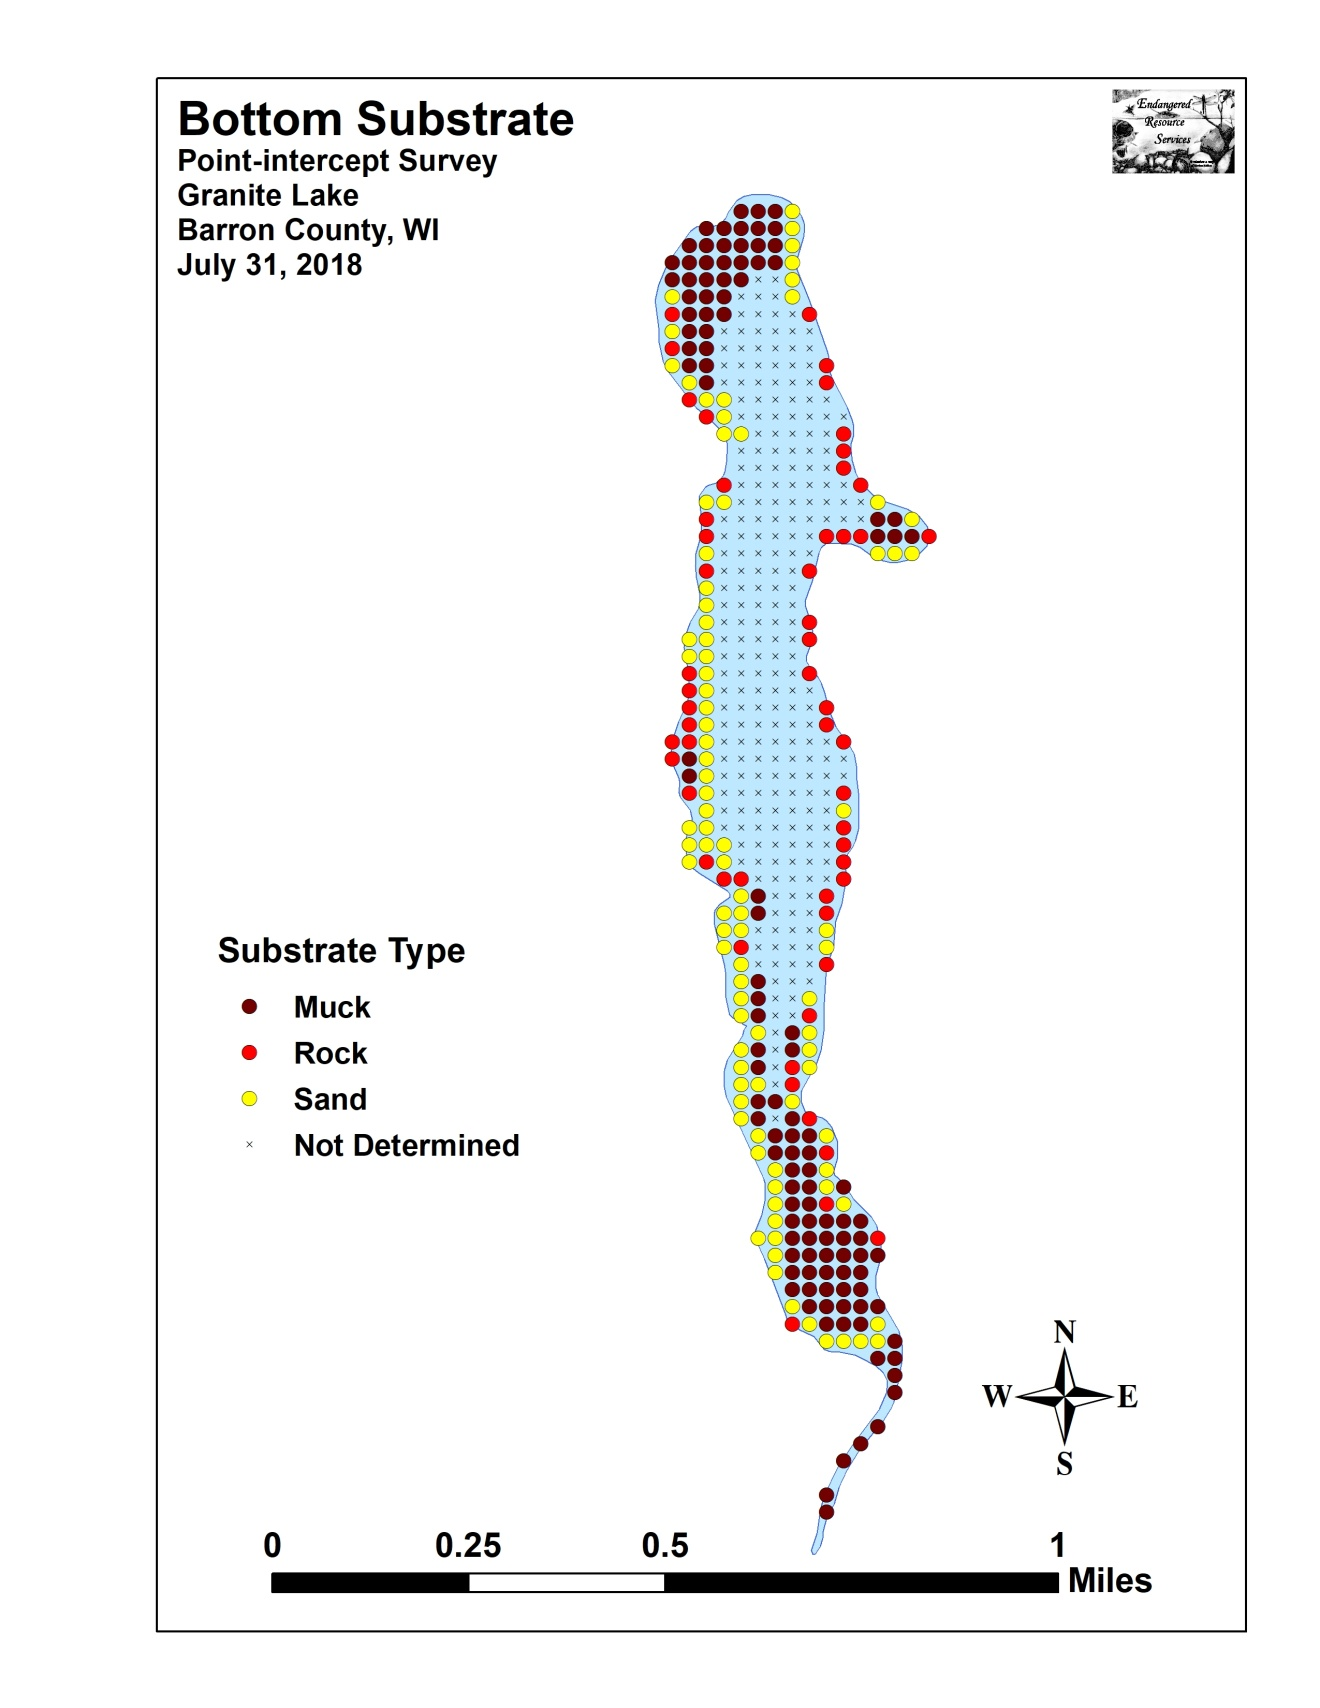 Bottom Substrate
Point-intercept Survey
Granite Lake
Barron County, WI
July 31, 2018
Endangered
Resource
Services
Substrate Type
Muck
Rock
Sand
Not Determined
N
W E
S
0 0.25 0.5 1
Miles